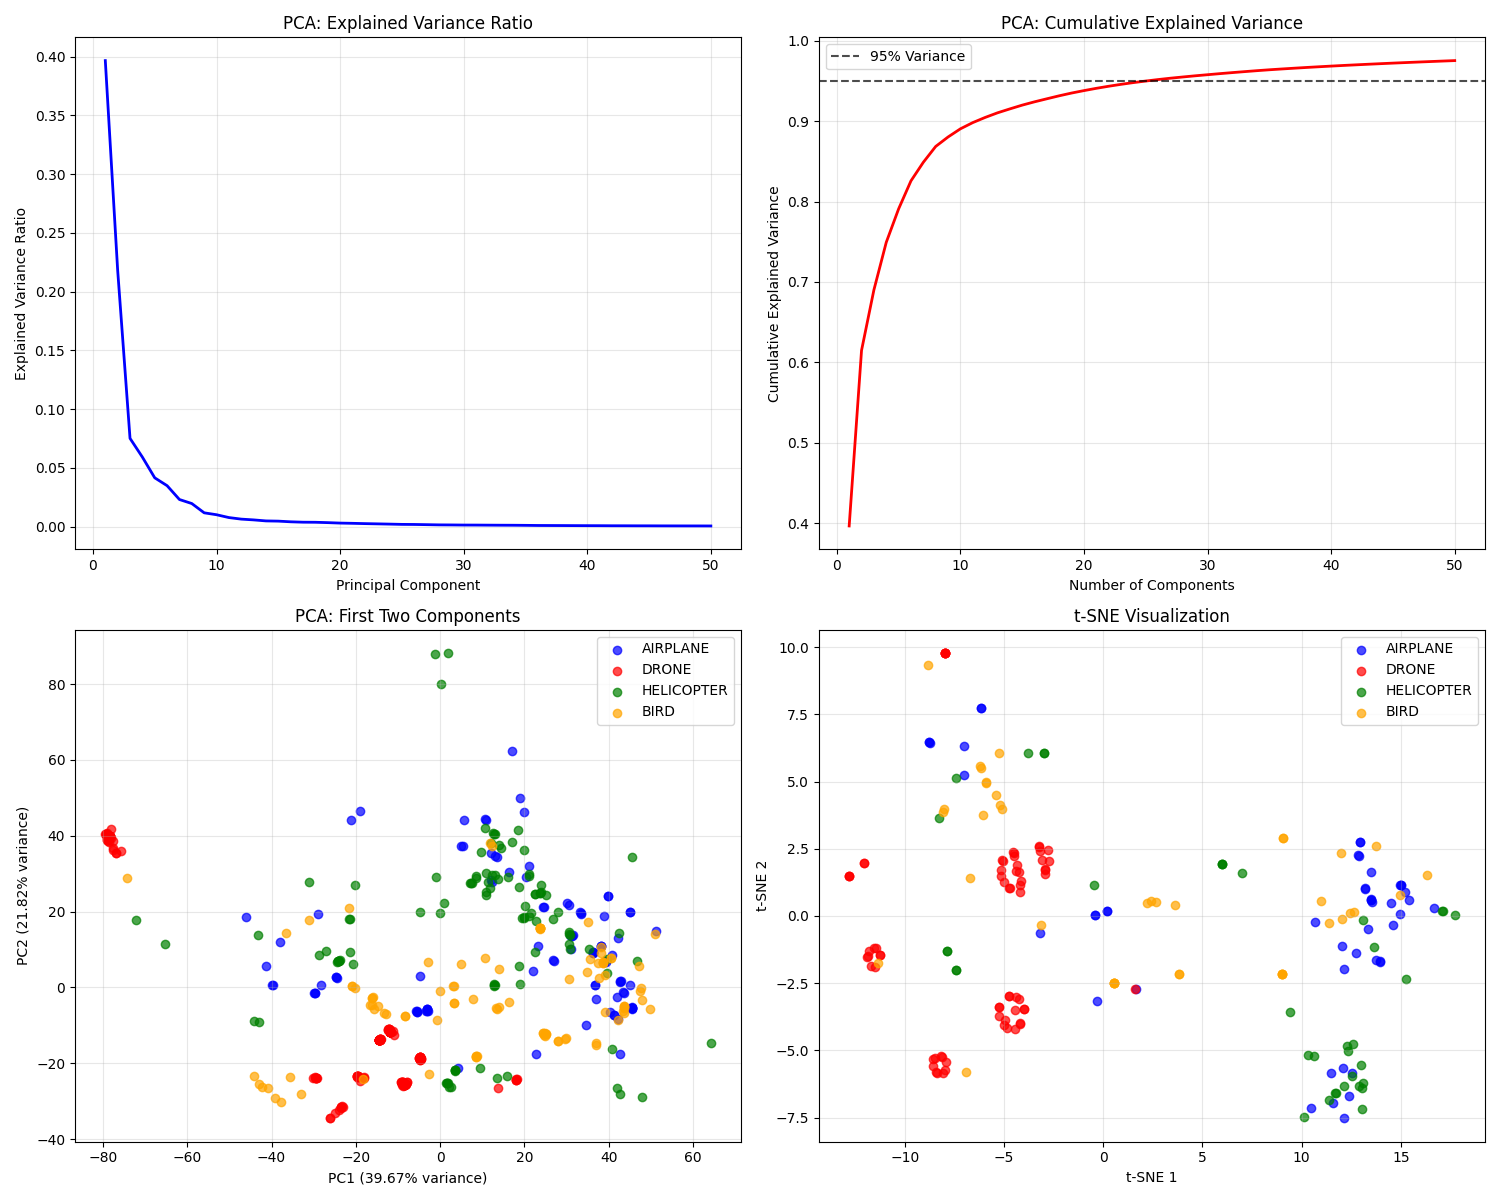 PCA: Explained Variance Ratio
Explained Variance Ratio
0.40
0.35
0.30
0.25
0.20
0.15
0.10
0.05
0.00
0 10 20 30 40 50
Principal Component
PCA: Cumulative Explained Variance
95% Variance
Cumulative Explained Variance
1.0
0.9
0.8
0.7
0.6
0.5
0.4
0 10 20 30 40 50
Number of Components
PCA: First Two Components
AIRPLANE
DRONE
HELICOPTER
BIRD
PC2 (21.82% variance)
80
60
40
20
0
−20
−40
−80 −60 −40 −20 0 20 40 60
PC1 (39.67% variance)
t-SNE Visualization
AIRPLANE
DRONE
HELICOPTER
BIRD
t-SNE 2
10.0
7.5
5.0
2.5
0.0
−2.5
−5.0
−7.5
−10 −5 0 5 10 15
t-SNE 1